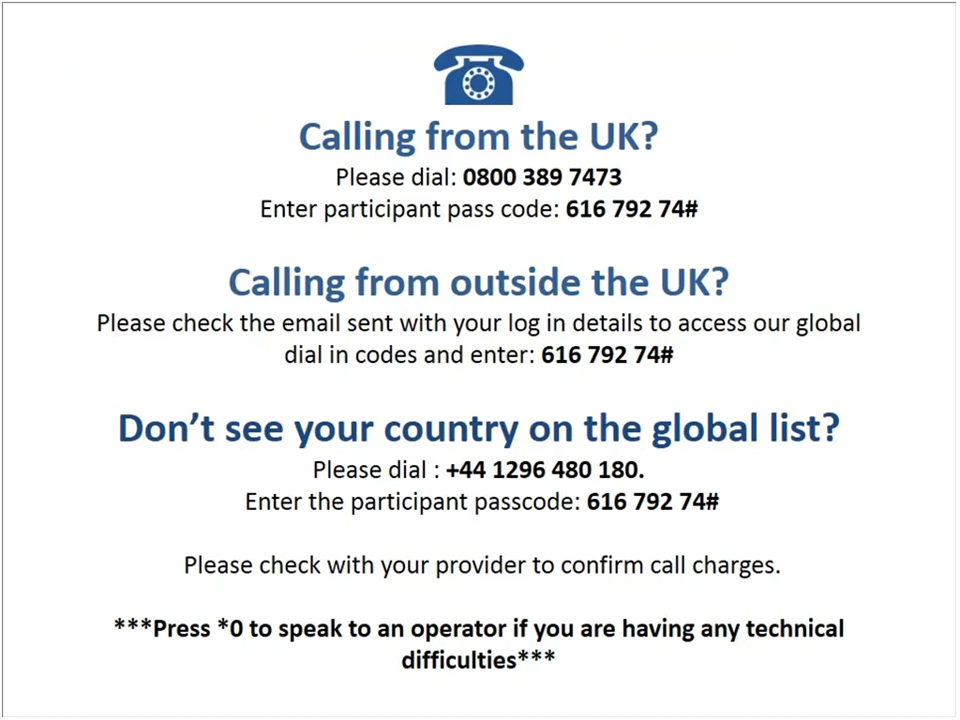 Calling from the UK?
Please dial: 0800 389 7473
Enter participant pass code: 616 792 74#
Calling from outside the UK?
Please check the email sent with your log in details to access our global
dial in codes and enter: 616 792 74#
Don’t see your country on the global list?
Please dial : +44 1296 480 180.
Enter the participant passcode: 616 792 74#
Please check with your provider to confirm call charges.
***Press *0 to speak to an operator if you are having any technical
difficulties***